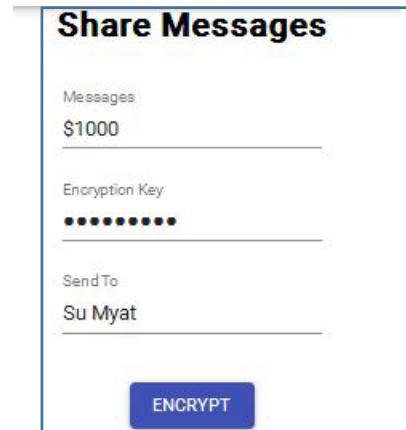 Share Messages
Messages
$1000
Encryption Key
•••••••••
Send To
Su Myat
ENCRYPT